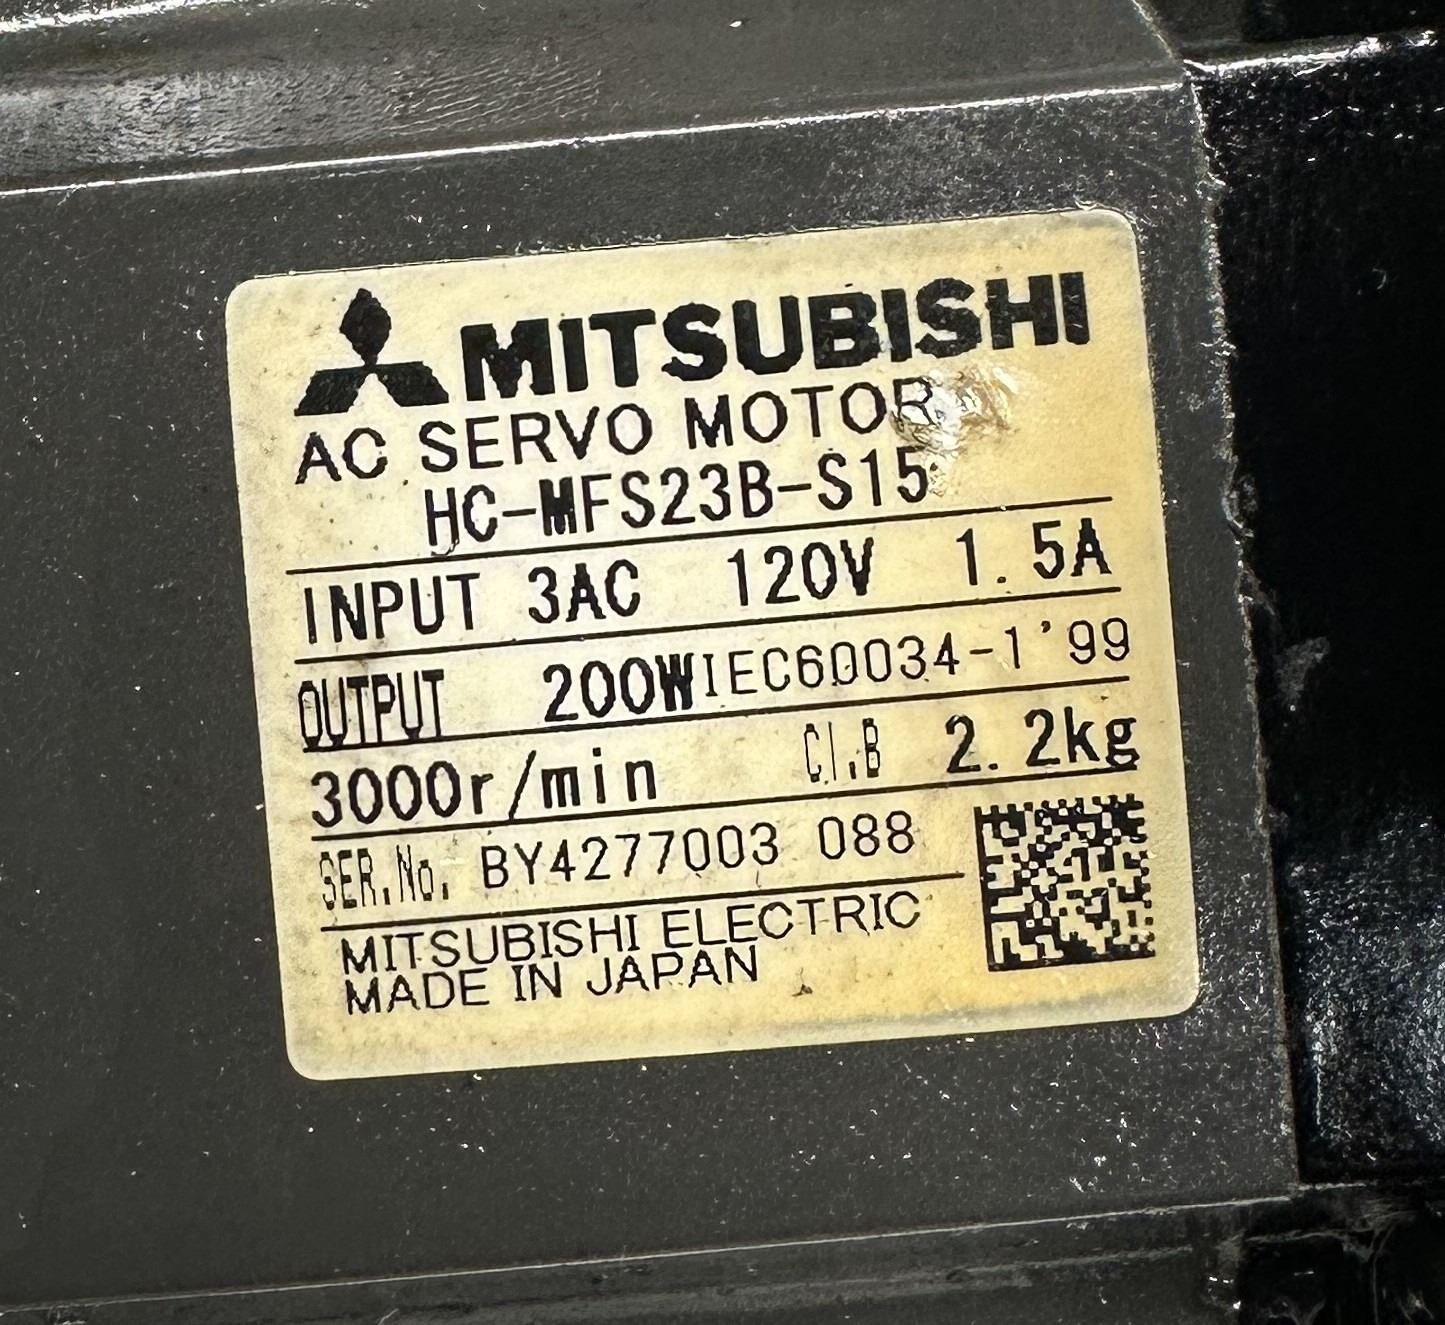 MITSUBISHI
AC SERVO MOTOR
HC-MFS23B-S15
INPUT 3AC 120V 1.5A
OUTPUT 200W IEC60034-1'99
3000r/min CI.B 2.2kg
SER.No. BY4277003 088
MITSUBISHI ELECTRIC
MADE IN JAPAN